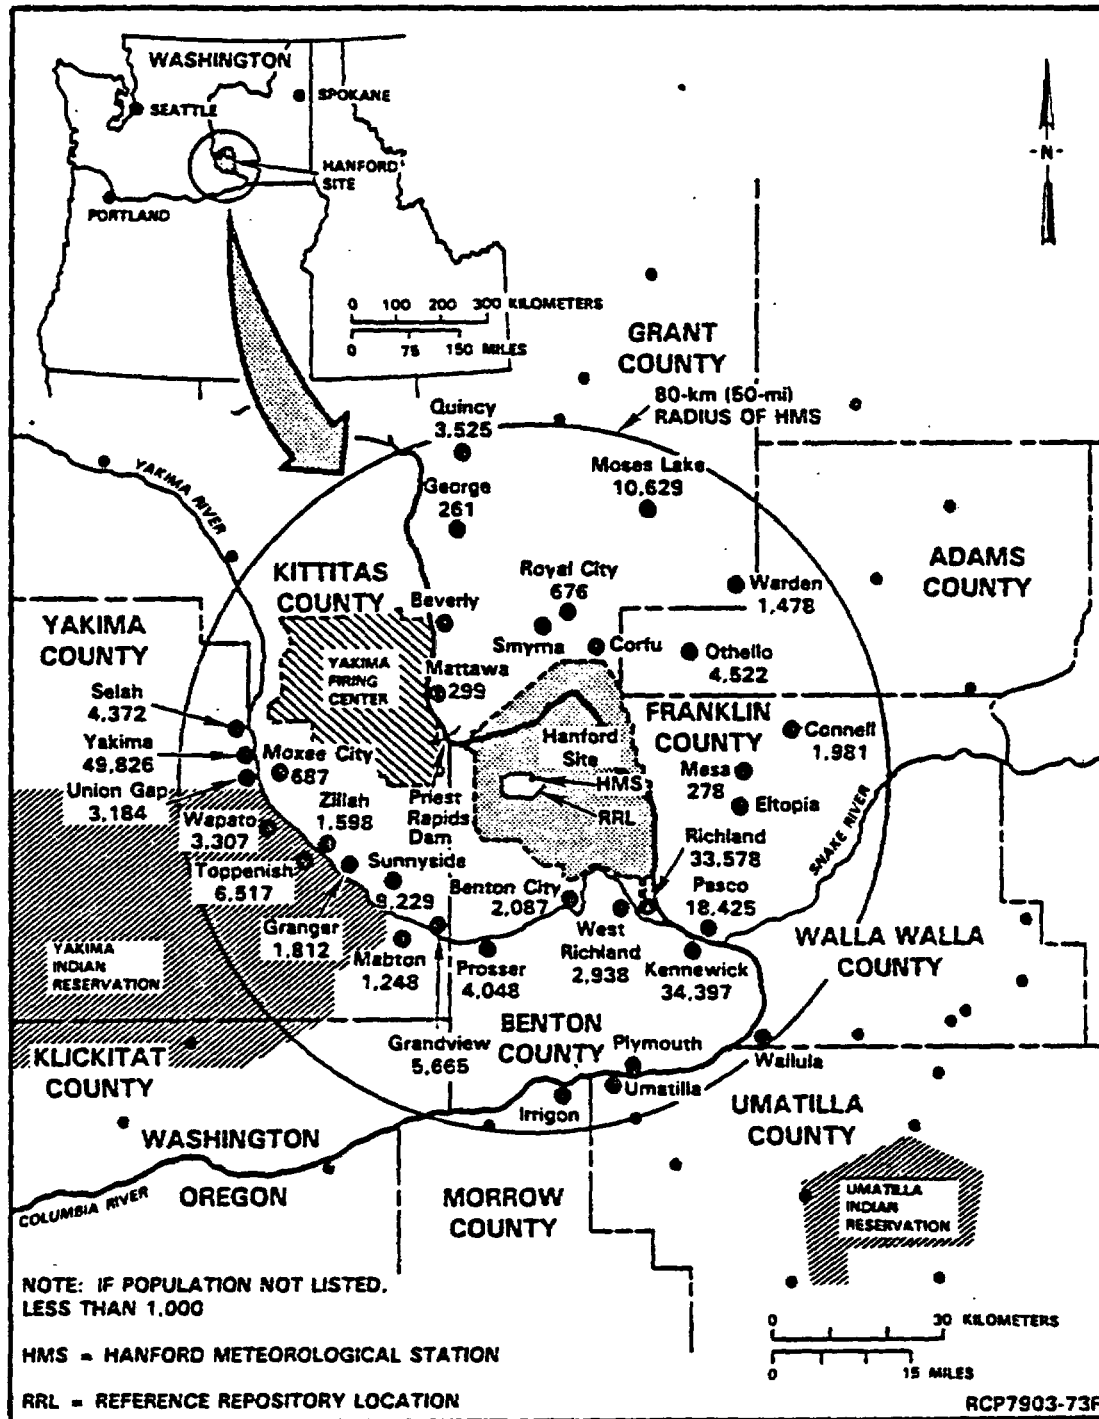 WASHINGTON
SEATTLE
SPOKANE
HANFORD
SITE
PORTLAND
0 100 200 300 KILOMETERS
0 75 150 MILES
-N-
GRANT
COUNTY
80-km (50-mi)
RADIUS OF HMS
Quincy
3.525
Moses Lake
10.629
George
261
YAKIMA RIVER
ADAMS
COUNTY
KITTITAS
COUNTY
Royal City
676
Warden
1,478
Beverly
YAKIMA
COUNTY
Smyrna
Corfu
YAKIMA
FIRING
CENTER
Othello
4,522
Mattawa
299
Selah
4.372
FRANKLIN
COUNTY
Connell
1.981
Hanford
Site
Yakima
49,826
Moxee City
687
Mesa
278
HMS
Union Gap
3.184
Eltopia
Priest
Rapids
Dam
RRL
Zillah
1.598
Wapato
3.307
Richland
33.578
SNAKE RIVER
Toppenish
6.517
Sunnyside
9,229
Benton City
2,087
Pasco
18.425
Granger
1.812
West
Richland
2,938
WALLA WALLA
COUNTY
YAKIMA
INDIAN
RESERVATION
Mabton
1,248
Prosser
4.048
Kennewick
34,397
BENTON
COUNTY
Grandview
5,665
Plymouth
Wallula
KLICKITAT
COUNTY
Umatilla
Irrigon
UMATILLA
COUNTY
WASHINGTON
OREGON
COLUMBIA RIVER
MORROW
COUNTY
UMATILLA
INDIAN
RESERVATION
NOTE: IF POPULATION NOT LISTED,
LESS THAN 1.000
0 30 KILOMETERS
0 15 MILES
HMS = HANFORD METEOROLOGICAL STATION
RRL = REFERENCE REPOSITORY LOCATION
RCP7903-73F